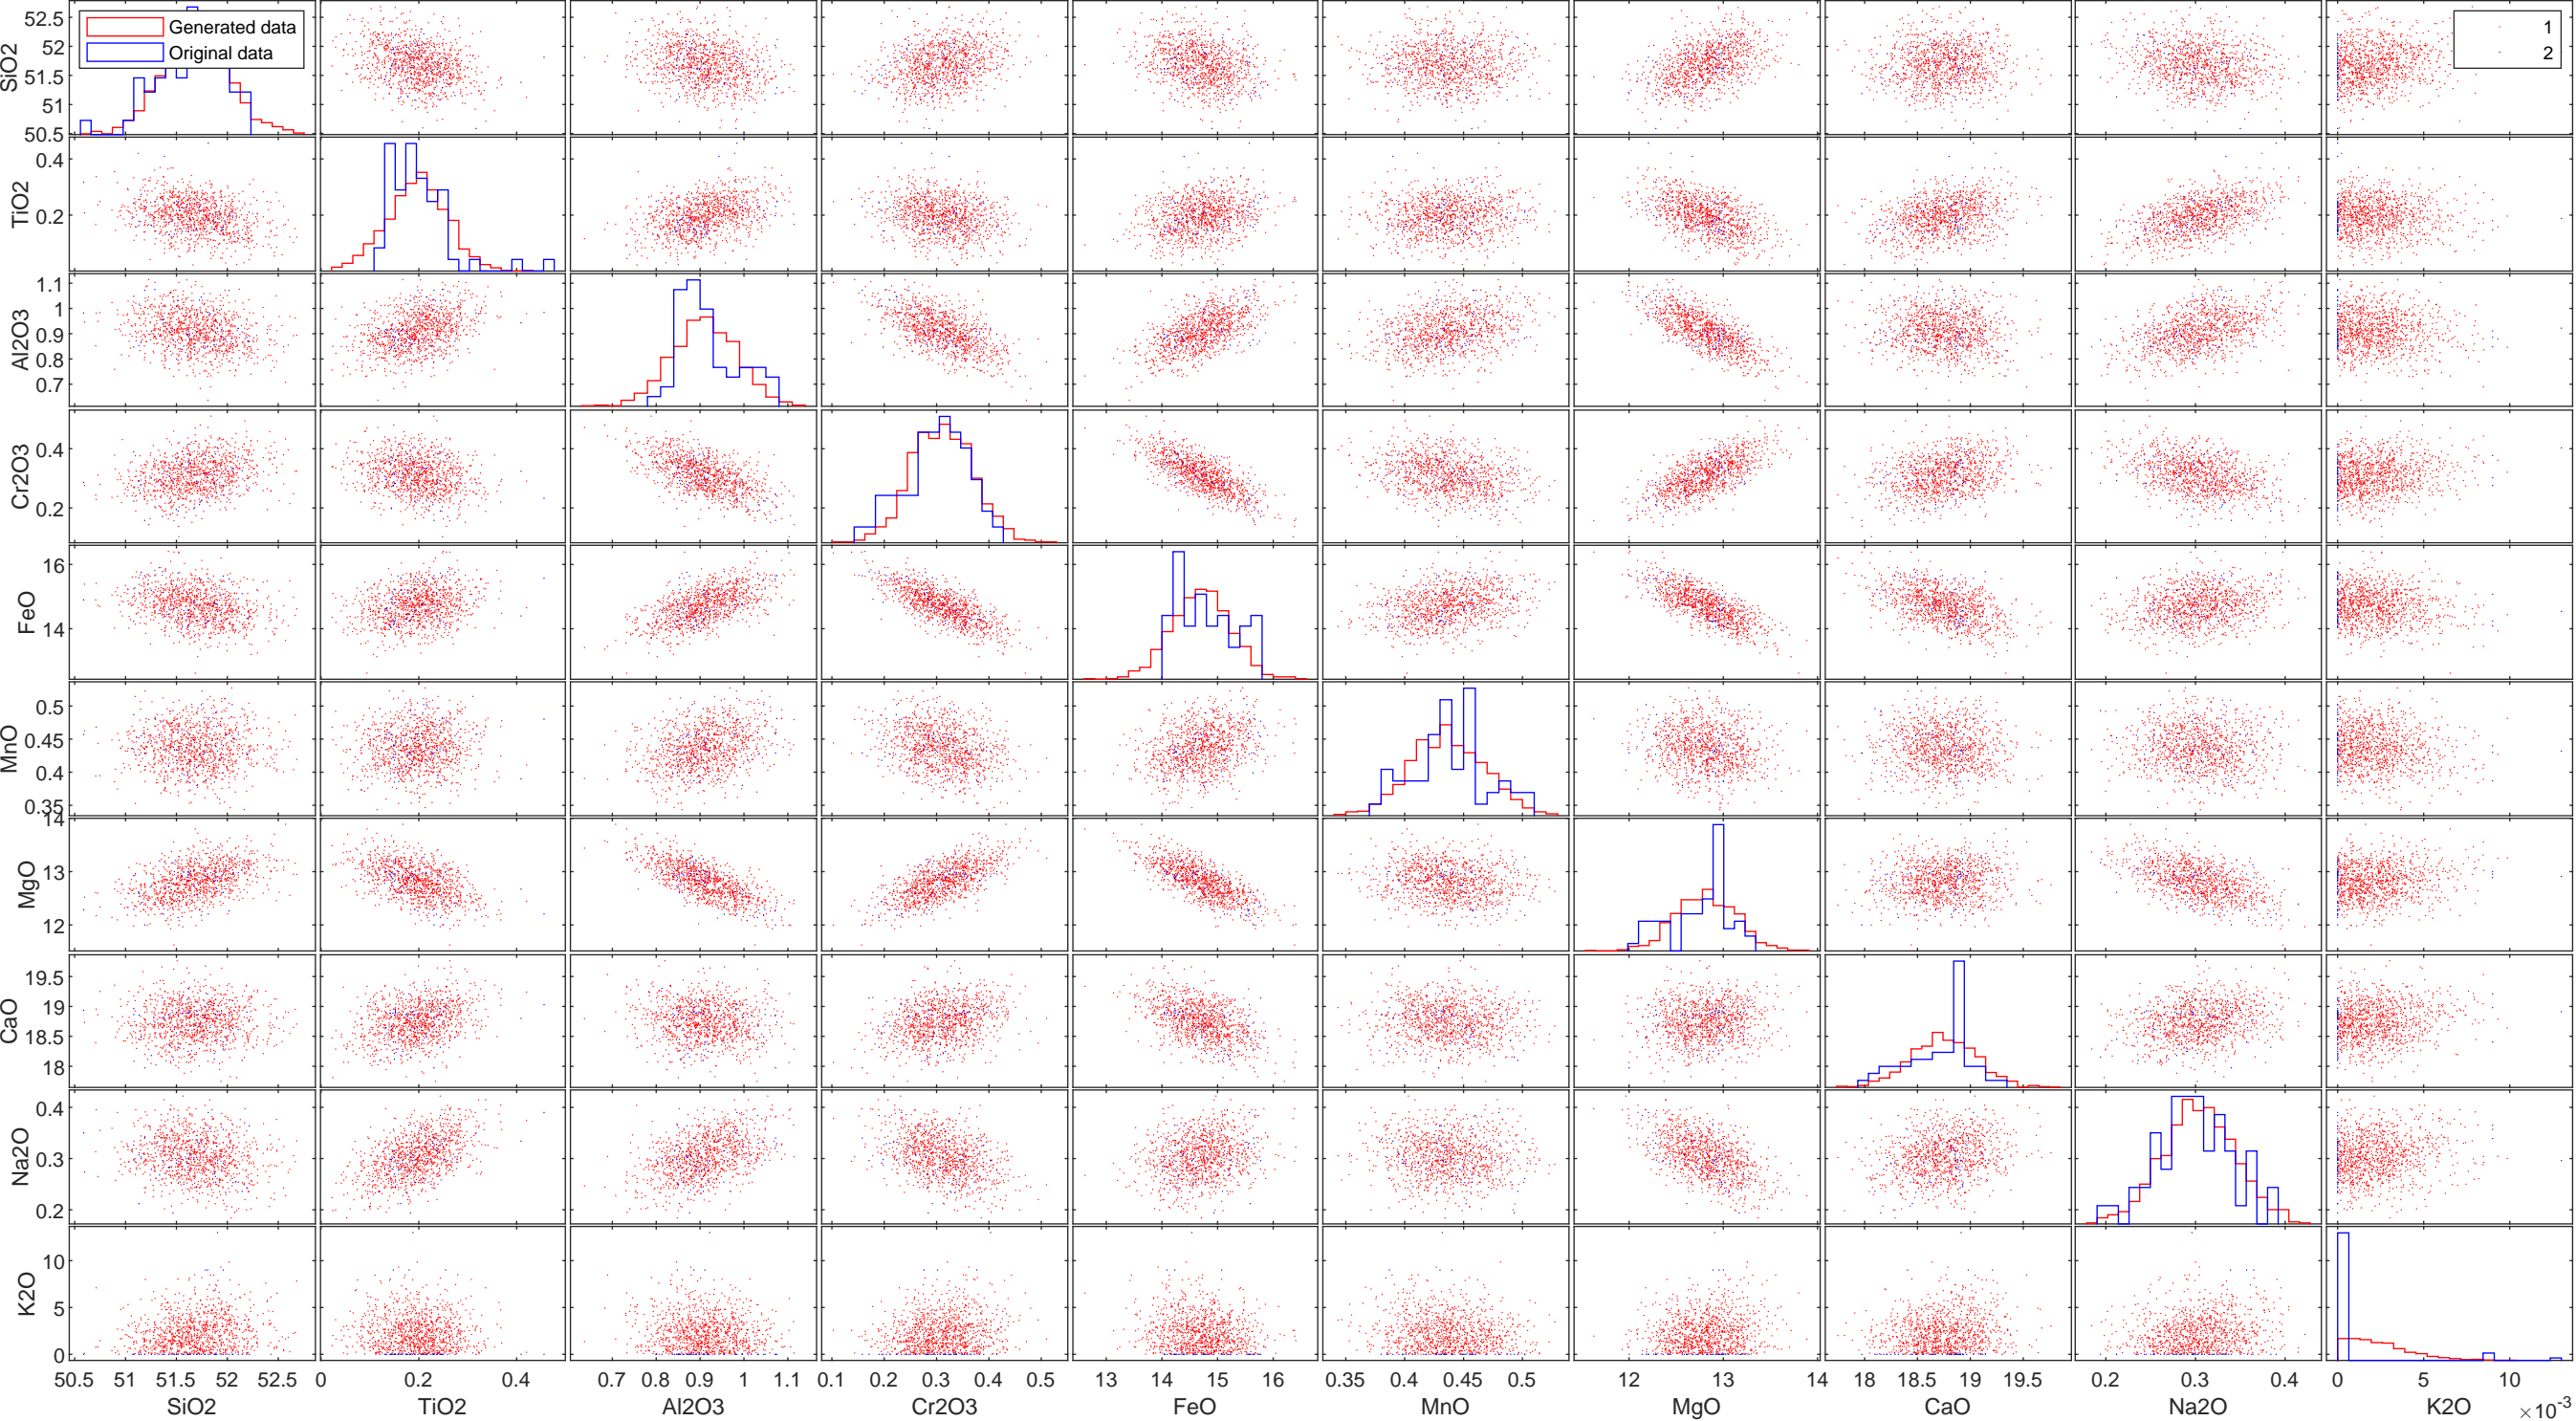 Generated data
Original data
1
2
SiO2
52.5
52
51.5
51
50.5
TiO2
0.4
0.2
Al2O3
1.1
1
0.9
0.8
0.7
Cr2O3
0.4
0.2
FeO
16
14
MnO
0.5
0.45
0.4
0.35
MgO
14
13
12
CaO
19.5
19
18.5
18
Na2O
0.4
0.3
0.2
K2O
10
5
0
50.5 51 51.5 52 52.5 0 0.2 0.4 0.7 0.8 0.9 1 1.1 0.1 0.2 0.3 0.4 0.5 13 14 15 16 0.35 0.4 0.45 0.5 12 13 14 18 18.5 19 19.5 0.2 0.3 0.4 0 5 10
SiO2 TiO2 Al2O3 Cr2O3 FeO MnO MgO CaO Na2O K2O ×10⁻³